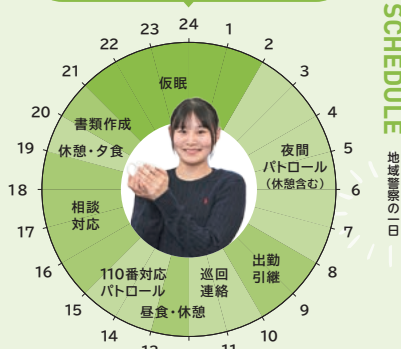 SCHEDULE
地域警察の一日
24
1
2
3
4
5
6
7
8
9
10
11
12
14
15
16
17
18
19
20
21
22
23
仮眠
夜間
パトロール
(休憩含む)
出勤
引継
巡回
連絡
昼食・休憩
110番対応
パトロール
相談
対応
休憩・夕食
書類作成